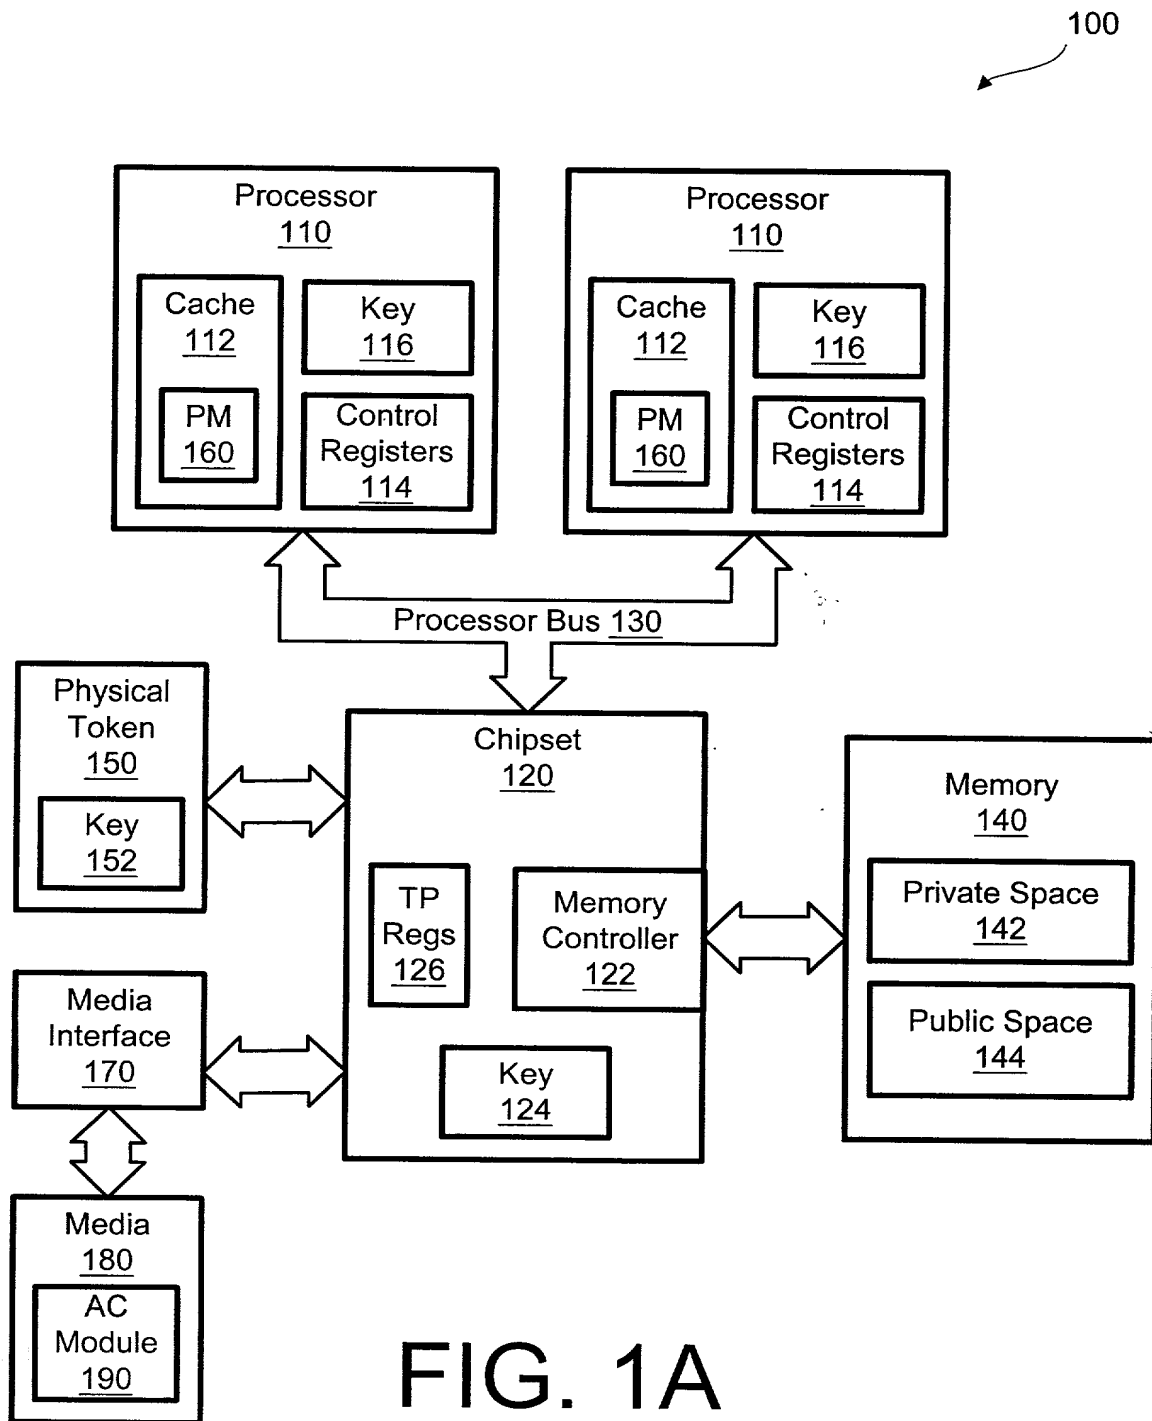 100
Processor
110
Cache
112
PM
160
Key
116
Control
Registers
114
Processor
110
Cache
112
PM
160
Key
116
Control
Registers
114
Processor Bus 130
Physical
Token
150
Key
152
Chipset
120
TP
Regs
126
Memory
Controller
122
Key
124
Memory
140
Private Space
142
Public Space
144
Media
Interface
170
Media
180
AC
Module
190
FIG. 1A